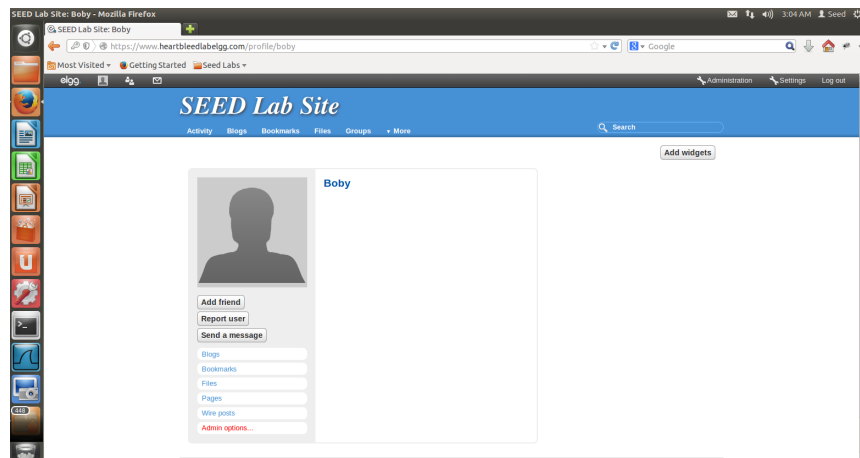 SEED Lab Site: Boby - Mozilla Firefox
3:04 AM Seed
SEED Lab Site: Boby
https://www.heartbleedlabelgg.com/profile/boby
Google
Most Visited Getting Started Seed Labs
elgg Administration Settings Log out
SEED Lab Site
Activity Blogs Bookmarks Files Groups More
Search
Add widgets
Boby
Add friend
Report user
Send a message
Blogs
Bookmarks
Files
Pages
Wire posts
Admin options...
448